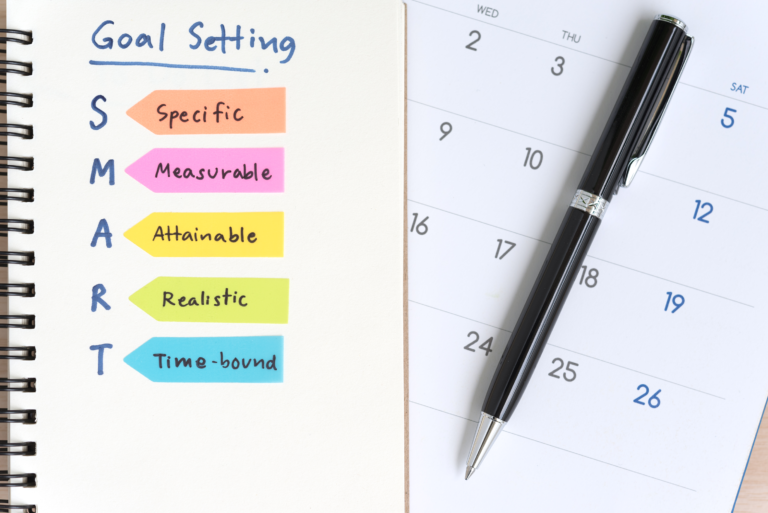 Goal Setting
S Specific
M Measurable
A Attainable
R Realistic
T Time-bound
WED THU SAT
2 3 5
9 10 12
16 17 18 19
24 25 26